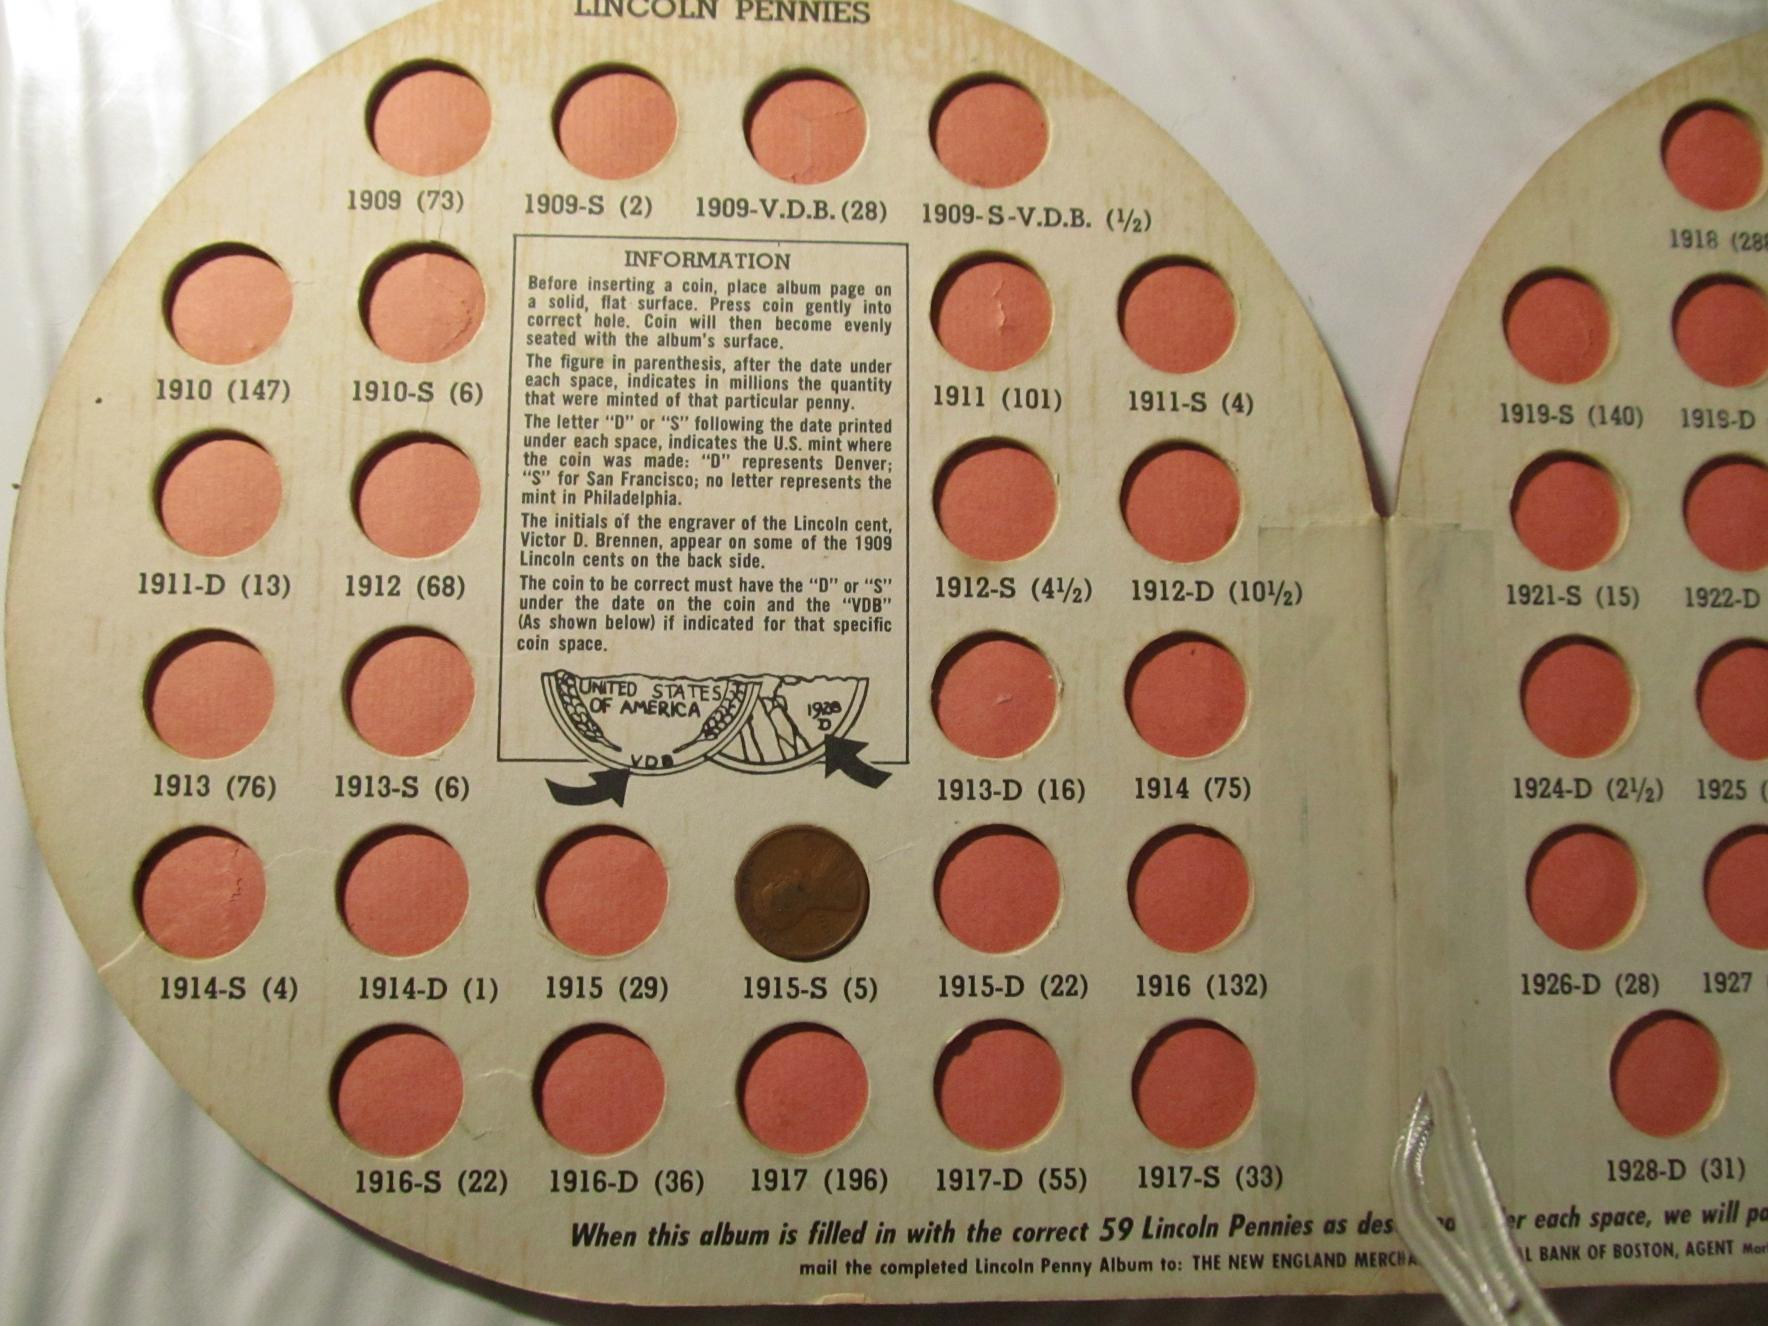 LINCOLN PENNIES
1909 (73) 1909-S (2) 1909-V.D.B. (28) 1909-S-V.D.B. (½)
INFORMATION
Before inserting a coin, place album page on
a solid, flat surface. Press coin gently into
correct hole. Coin will then become evenly
seated with the album's surface.
The figure in parenthesis, after the date under
each space, indicates in millions the quantity
that were minted of that particular penny.
The letter "D" or "S" following the date printed
under each space, indicates the U.S. mint where
the coin was made: "D" represents Denver;
"S" for San Francisco; no letter represents the
mint in Philadelphia.
The initials of the engraver of the Lincoln cent,
Victor D. Brennen, appear on some of the 1909
Lincoln cents on the back side.
The coin to be correct must have the "D" or "S"
under the date on the coin and the "VDB"
(As shown below) if indicated for that specific
coin space.
UNITED STATES
OF AMERICA
VDB
D
1910 (147) 1910-S (6) 1911 (101) 1911-S (4)
1911-D (13) 1912 (68) 1912-S (4½) 1912-D (10½)
1913 (76) 1913-S (6) 1913-D (16) 1914 (75)
1914-S (4) 1914-D (1) 1915 (29) 1915-S (5) 1915-D (22) 1916 (132)
1916-S (22) 1916-D (36) 1917 (196) 1917-D (55) 1917-S (33)
1918
1919-S (140) 1919-D
1921-S (15) 1922-D
1924-D (2½) 1925
1926-D (28) 1927
1928-D (31)
When this album is filled in with the correct 59 Lincoln Pennies as each space, we will
mail the completed Lincoln Penny Album to: THE NEW ENGLAND BANK OF BOSTON, AGENT